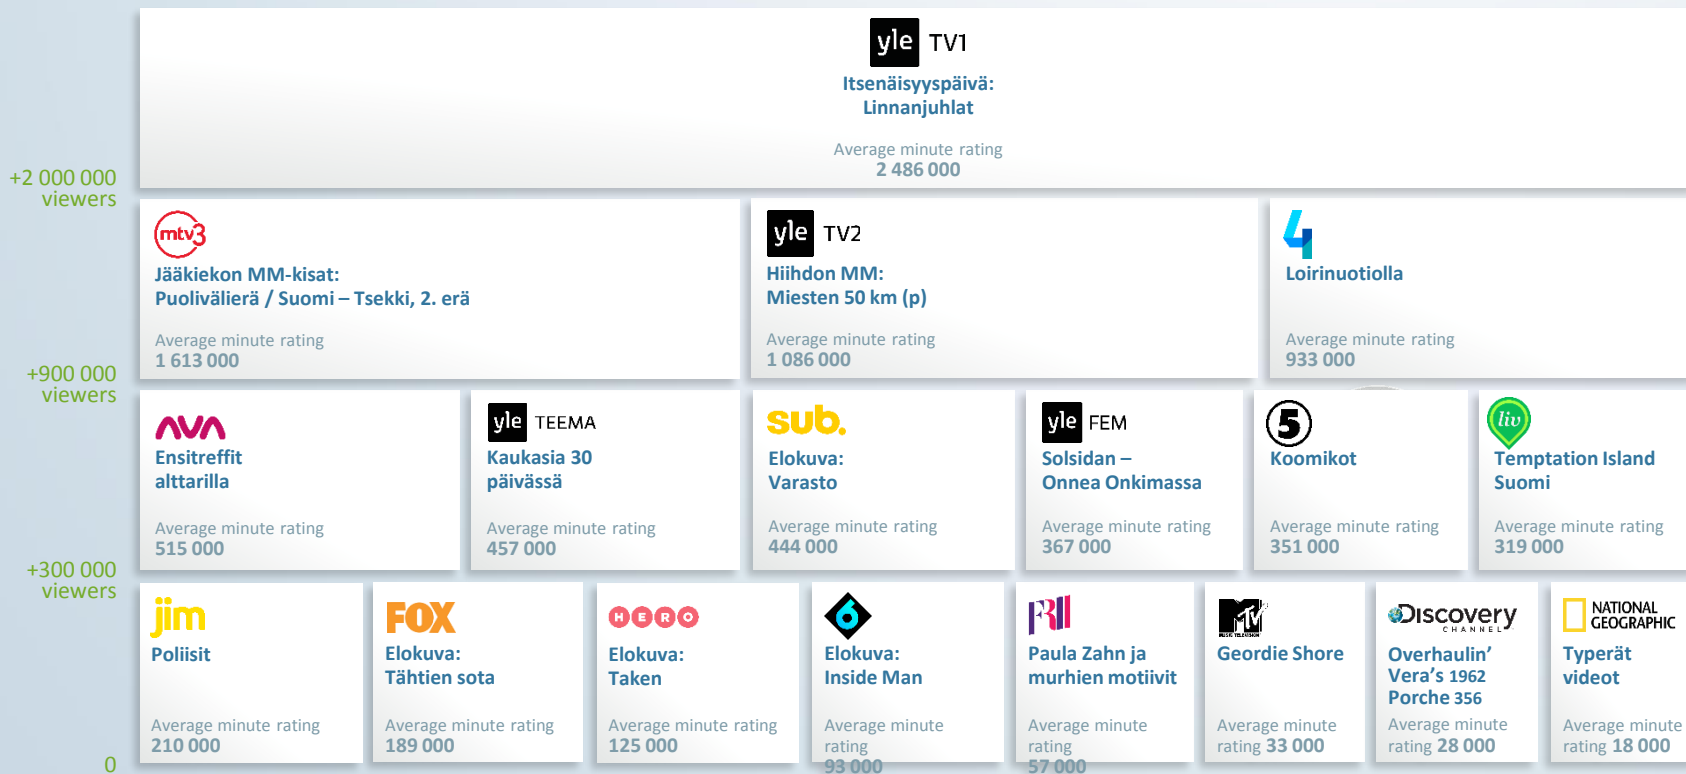 yle TV1
Itsenäisyyspäivä:
Linnanjuhlat
Average minute rating
2 486 000
+2 000 000
viewers
mtv3
Jääkiekon MM-kisat:
Puolivälierä / Suomi – Tsekki, 2. erä
Average minute rating
1 613 000
yle TV2
Hiihdon MM:
Miesten 50 km (p)
Average minute rating
1 086 000
4
Loirinuotiolla
Average minute rating
933 000
+900 000
viewers
AVA
Ensitreffit
alttarilla
Average minute rating
515 000
yle TEEMA
Kaukasia 30
päivässä
Average minute rating
457 000
sub.
Elokuva:
Varasto
Average minute rating
444 000
yle FEM
Solsidan –
Onnea Onkimassa
Average minute rating
367 000
5
Koomikot
Average minute rating
351 000
liv
Temptation Island
Suomi
Average minute rating
319 000
+300 000
viewers
jim
Poliisit
Average minute rating
210 000
FOX
Elokuva:
Tähtien sota
Average minute rating
189 000
HERO
Elokuva:
Taken
Average minute rating
125 000
6
Elokuva:
Inside Man
Average minute
rating
93 000
FRII
Paula Zahn ja
murhien motiivit
Average minute
rating
57 000
MTV
MUSIC TELEVISION
Geordie Shore
Average minute
rating 33 000
Discovery
CHANNEL
Overhaulin’
Vera’s 1962
Porche 356
Average minute
rating 28 000
NATIONAL
GEOGRAPHIC
Typerät
videot
Average minute
rating 18 000
0